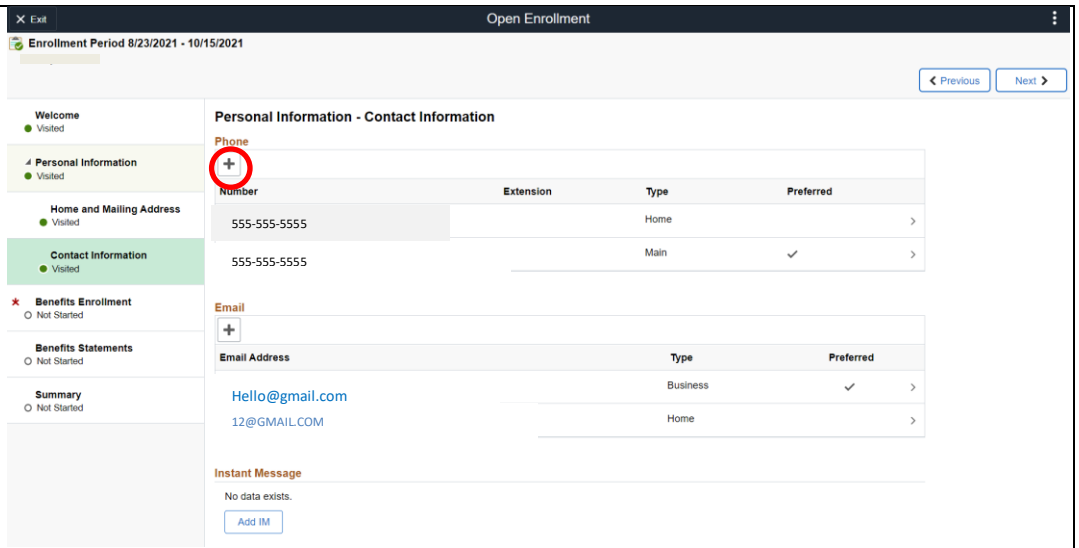 Exit
Open Enrollment
Enrollment Period 8/23/2021 - 10/15/2021
Previous
Next
Welcome
Visited
Personal Information
Visited
Home and Mailing Address
Visited
Contact Information
Visited
Benefits Enrollment
Not Started
Benefits Statements
Not Started
Summary
Not Started
Personal Information - Contact Information
Phone
+
Number Extension Type Preferred
555-555-5555 Home
555-555-5555 Main
Email
+
Email Address Type Preferred
Hello@gmail.com Business
12@GMAIL.COM Home
Instant Message
No data exists.
Add IM